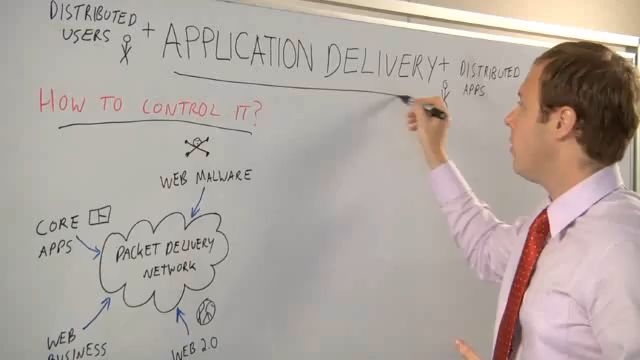 DISTRIBUTED
USERS
+ APPLICATION DELIVERY +
DISTRIBUTED
APPS
HOW TO CONTROL IT?
WEB MALWARE
CORE
APPS
PACKET DELIVERY
NETWORK
WEB
BUSINESS
WEB 2.0